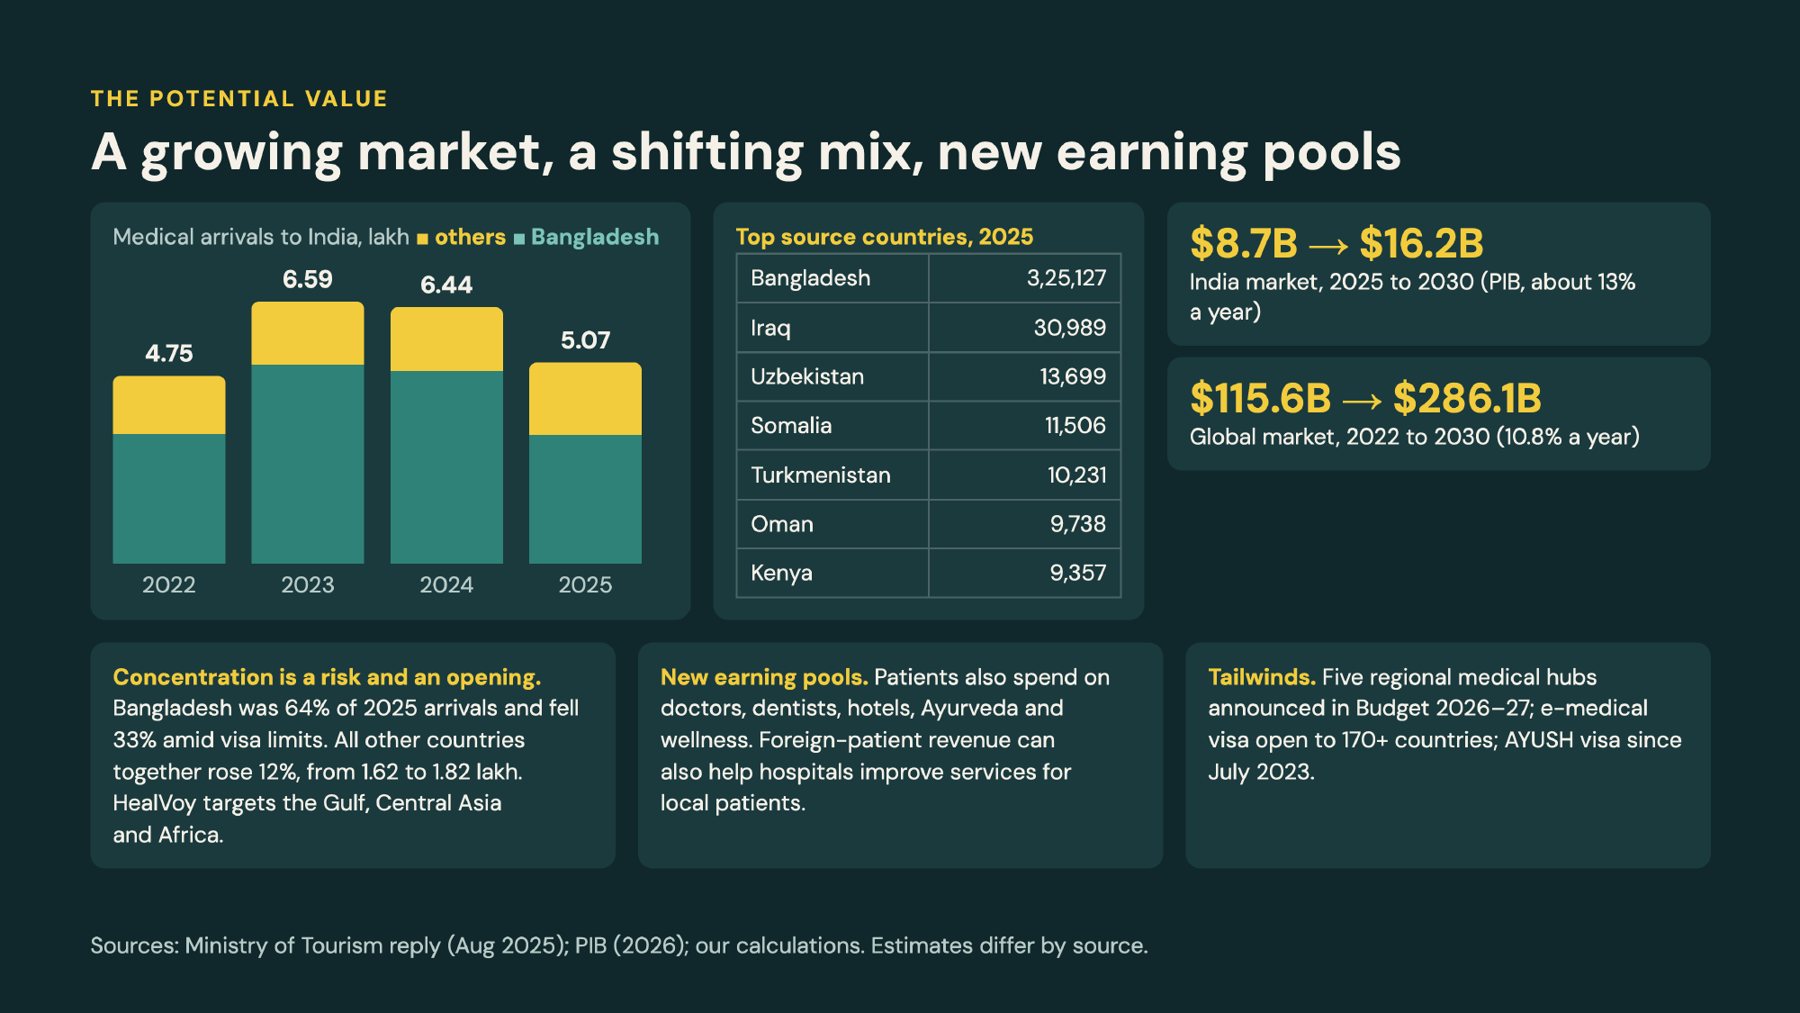 THE POTENTIAL VALUE
A growing market, a shifting mix, new earning pools
Medical arrivals to India, lakh ■ others ■ Bangladesh
4.75
6.59
6.44
5.07
2022
2023
2024
2025
Top source countries, 2025
Bangladesh 3,25,127
Iraq 30,989
Uzbekistan 13,699
Somalia 11,506
Turkmenistan 10,231
Oman 9,738
Kenya 9,357
$8.7B → $16.2B
India market, 2025 to 2030 (PIB, about 13%
a year)
$115.6B → $286.1B
Global market, 2022 to 2030 (10.8% a year)
Concentration is a risk and an opening.
Bangladesh was 64% of 2025 arrivals and fell
33% amid visa limits. All other countries
together rose 12%, from 1.62 to 1.82 lakh.
HealVoy targets the Gulf, Central Asia
and Africa.
New earning pools. Patients also spend on
doctors, dentists, hotels, Ayurveda and
wellness. Foreign-patient revenue can
also help hospitals improve services for
local patients.
Tailwinds. Five regional medical hubs
announced in Budget 2026–27; e-medical
visa open to 170+ countries; AYUSH visa since
July 2023.
Sources: Ministry of Tourism reply (Aug 2025); PIB (2026); our calculations. Estimates differ by source.